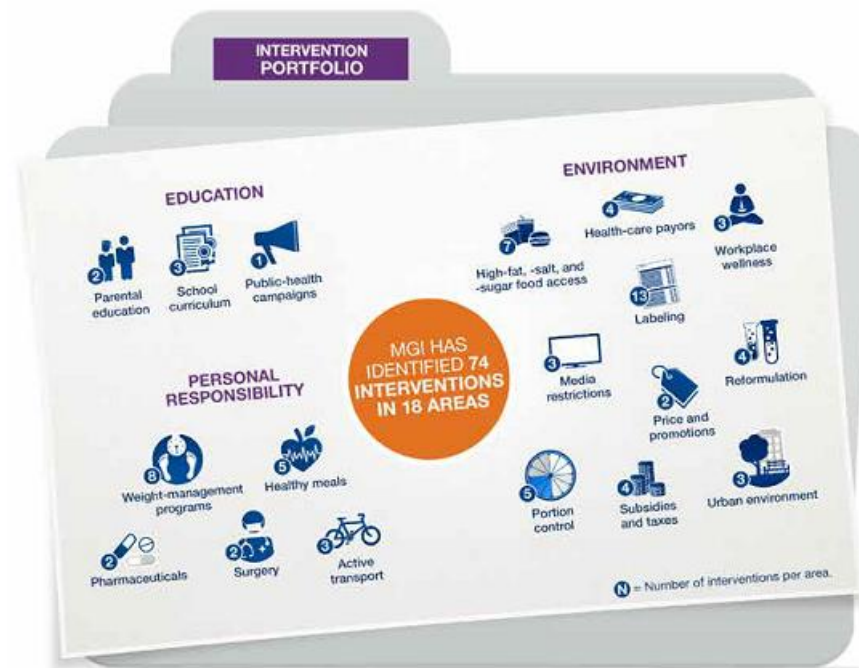 INTERVENTION
PORTFOLIO
EDUCATION
2
Parental
education
3
School
curriculum
1
Public-health
campaigns
PERSONAL
RESPONSIBILITY
8
Weight-management
programs
5
Healthy meals
2
Pharmaceuticals
2
Surgery
3
Active
transport
MGI HAS
IDENTIFIED 74
INTERVENTIONS
IN 18 AREAS
ENVIRONMENT
7
High-fat, -salt, and
-sugar food access
4
Health-care payors
3
Workplace
wellness
13
Labeling
3
Media
restrictions
2
Price and
promotions
4
Reformulation
5
Portion
control
4
Subsidies
and taxes
3
Urban environment
N = Number of interventions per area.